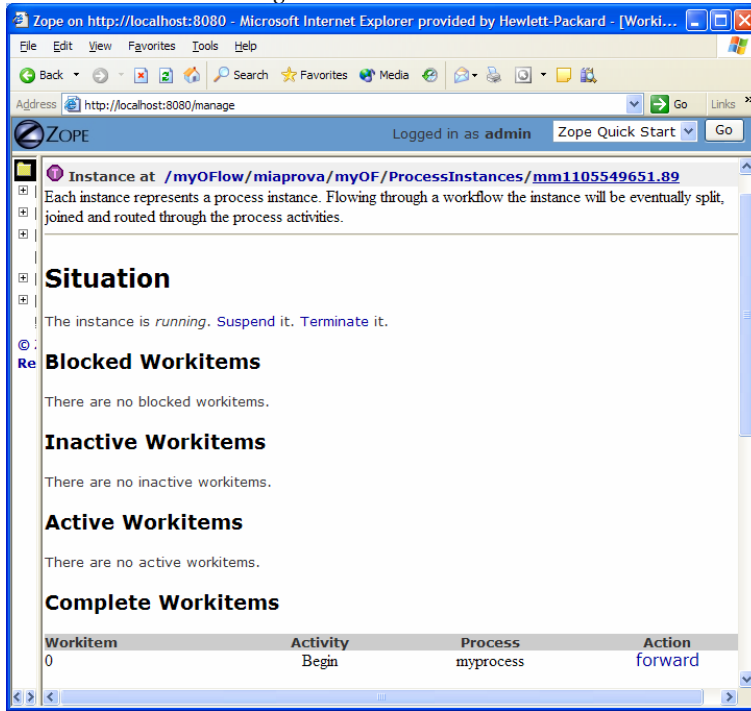 Zope on http://localhost:8080 - Microsoft Internet Explorer provided by Hewlett-Packard - [Worki...
File Edit View Favorites Tools Help
Back Search Favorites Media
Address http://localhost:8080/manage Go Links »
ZOPE Logged in as admin Zope Quick Start Go
Instance at /myOFlow/miaprova/myOF/ProcessInstances/mm1105549651.89
Each instance represents a process instance. Flowing through a workflow the instance will be eventually split,
joined and routed through the process activities.
Situation
The instance is running. Suspend it. Terminate it.
©
Re
Blocked Workitems
There are no blocked workitems.
Inactive Workitems
There are no inactive workitems.
Active Workitems
There are no active workitems.
Complete Workitems
Workitem Activity Process Action
0 Begin myprocess forward